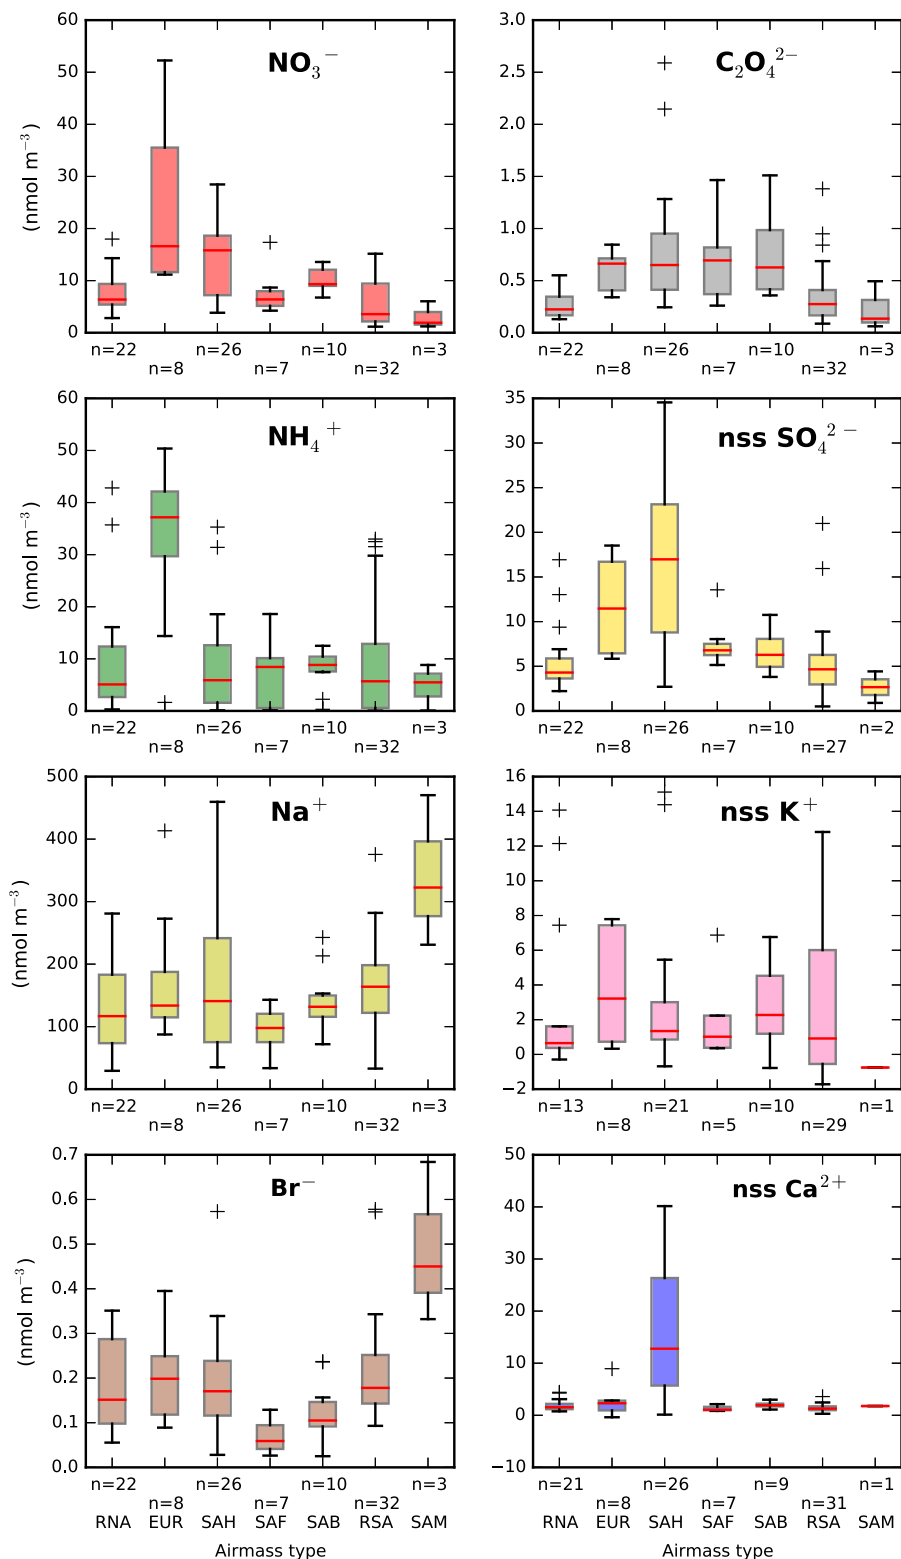 NO₃⁻
(nmol m⁻³)
60
50
40
30
20
10
0
n=22 n=8 n=26 n=7 n=10 n=32 n=3
C₂O₄²⁻
3.0
2.5
2.0
1.5
1.0
0.5
0.0
n=22 n=8 n=26 n=7 n=10 n=32 n=3
NH₄⁺
(nmol m⁻³)
60
50
40
30
20
10
0
n=22 n=8 n=26 n=7 n=10 n=32 n=3
nss SO₄²⁻
35
30
25
20
15
10
5
0
n=22 n=8 n=26 n=7 n=10 n=27 n=2
Na⁺
(nmol m⁻³)
500
400
300
200
100
0
n=22 n=8 n=26 n=7 n=10 n=32 n=3
nss K⁺
16
14
12
10
8
6
4
2
0
−2
n=13 n=8 n=21 n=5 n=10 n=29 n=1
Br⁻
(nmol m⁻³)
0.7
0.6
0.5
0.4
0.3
0.2
0.1
0.0
n=22 n=8 n=26 n=7 n=10 n=32 n=3
RNA EUR SAH SAF SAB RSA SAM
Airmass type
nss Ca²⁺
50
40
30
20
10
0
−10
n=21 n=8 n=26 n=7 n=9 n=31 n=1
RNA EUR SAH SAF SAB RSA SAM
Airmass type